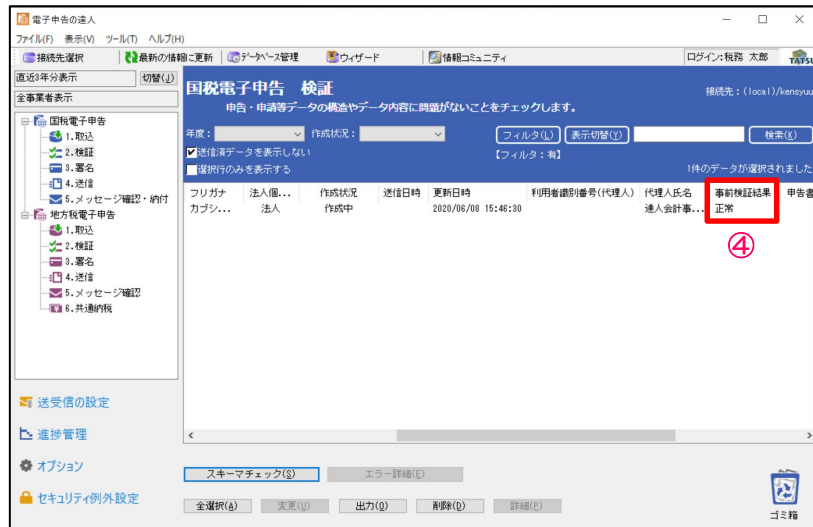 電子申告の達人
ファイル(F) 表示(V) ツール(T) ヘルプ(H)
接続先選択 最新の情報に更新 データベース管理 ウィザード 情報コミュニティ ログイン:税務 太郎
直近3年分表示 切替(J)
全事業者表示
国税電子申告 検証
接続先：(local)/kensyuu
申告・申請等データの構造やデータ内容に問題がないことをチェックします。
年度： 作成状況： フィルタ(L) 表示切替(Y) 検索(K)
送信済データを表示しない 【フィルタ：有】
選択行のみを表示する 1件のデータが選択されました
国税電子申告
1.取込
2.検証
3.署名
4.送信
5.メッセージ確認・納付
地方税電子申告
1.取込
2.検証
3.署名
4.送信
5.メッセージ確認
6.共通納税
フリガナ 法人個... 作成状況 送信日時 更新日時 利用者識別番号(代理人) 代理人氏名 事前検証結果 申告書
カブシ... 法人 作成中 2020/06/08 15:46:30 達人会計事... 正常
④
送受信の設定
進捗管理
オプション
セキュリティ例外設定
スキーマチェック(S) エラー詳細(E)
全選択(A) 変更(U) 出力(O) 削除(D) 詳細(P)
ゴミ箱